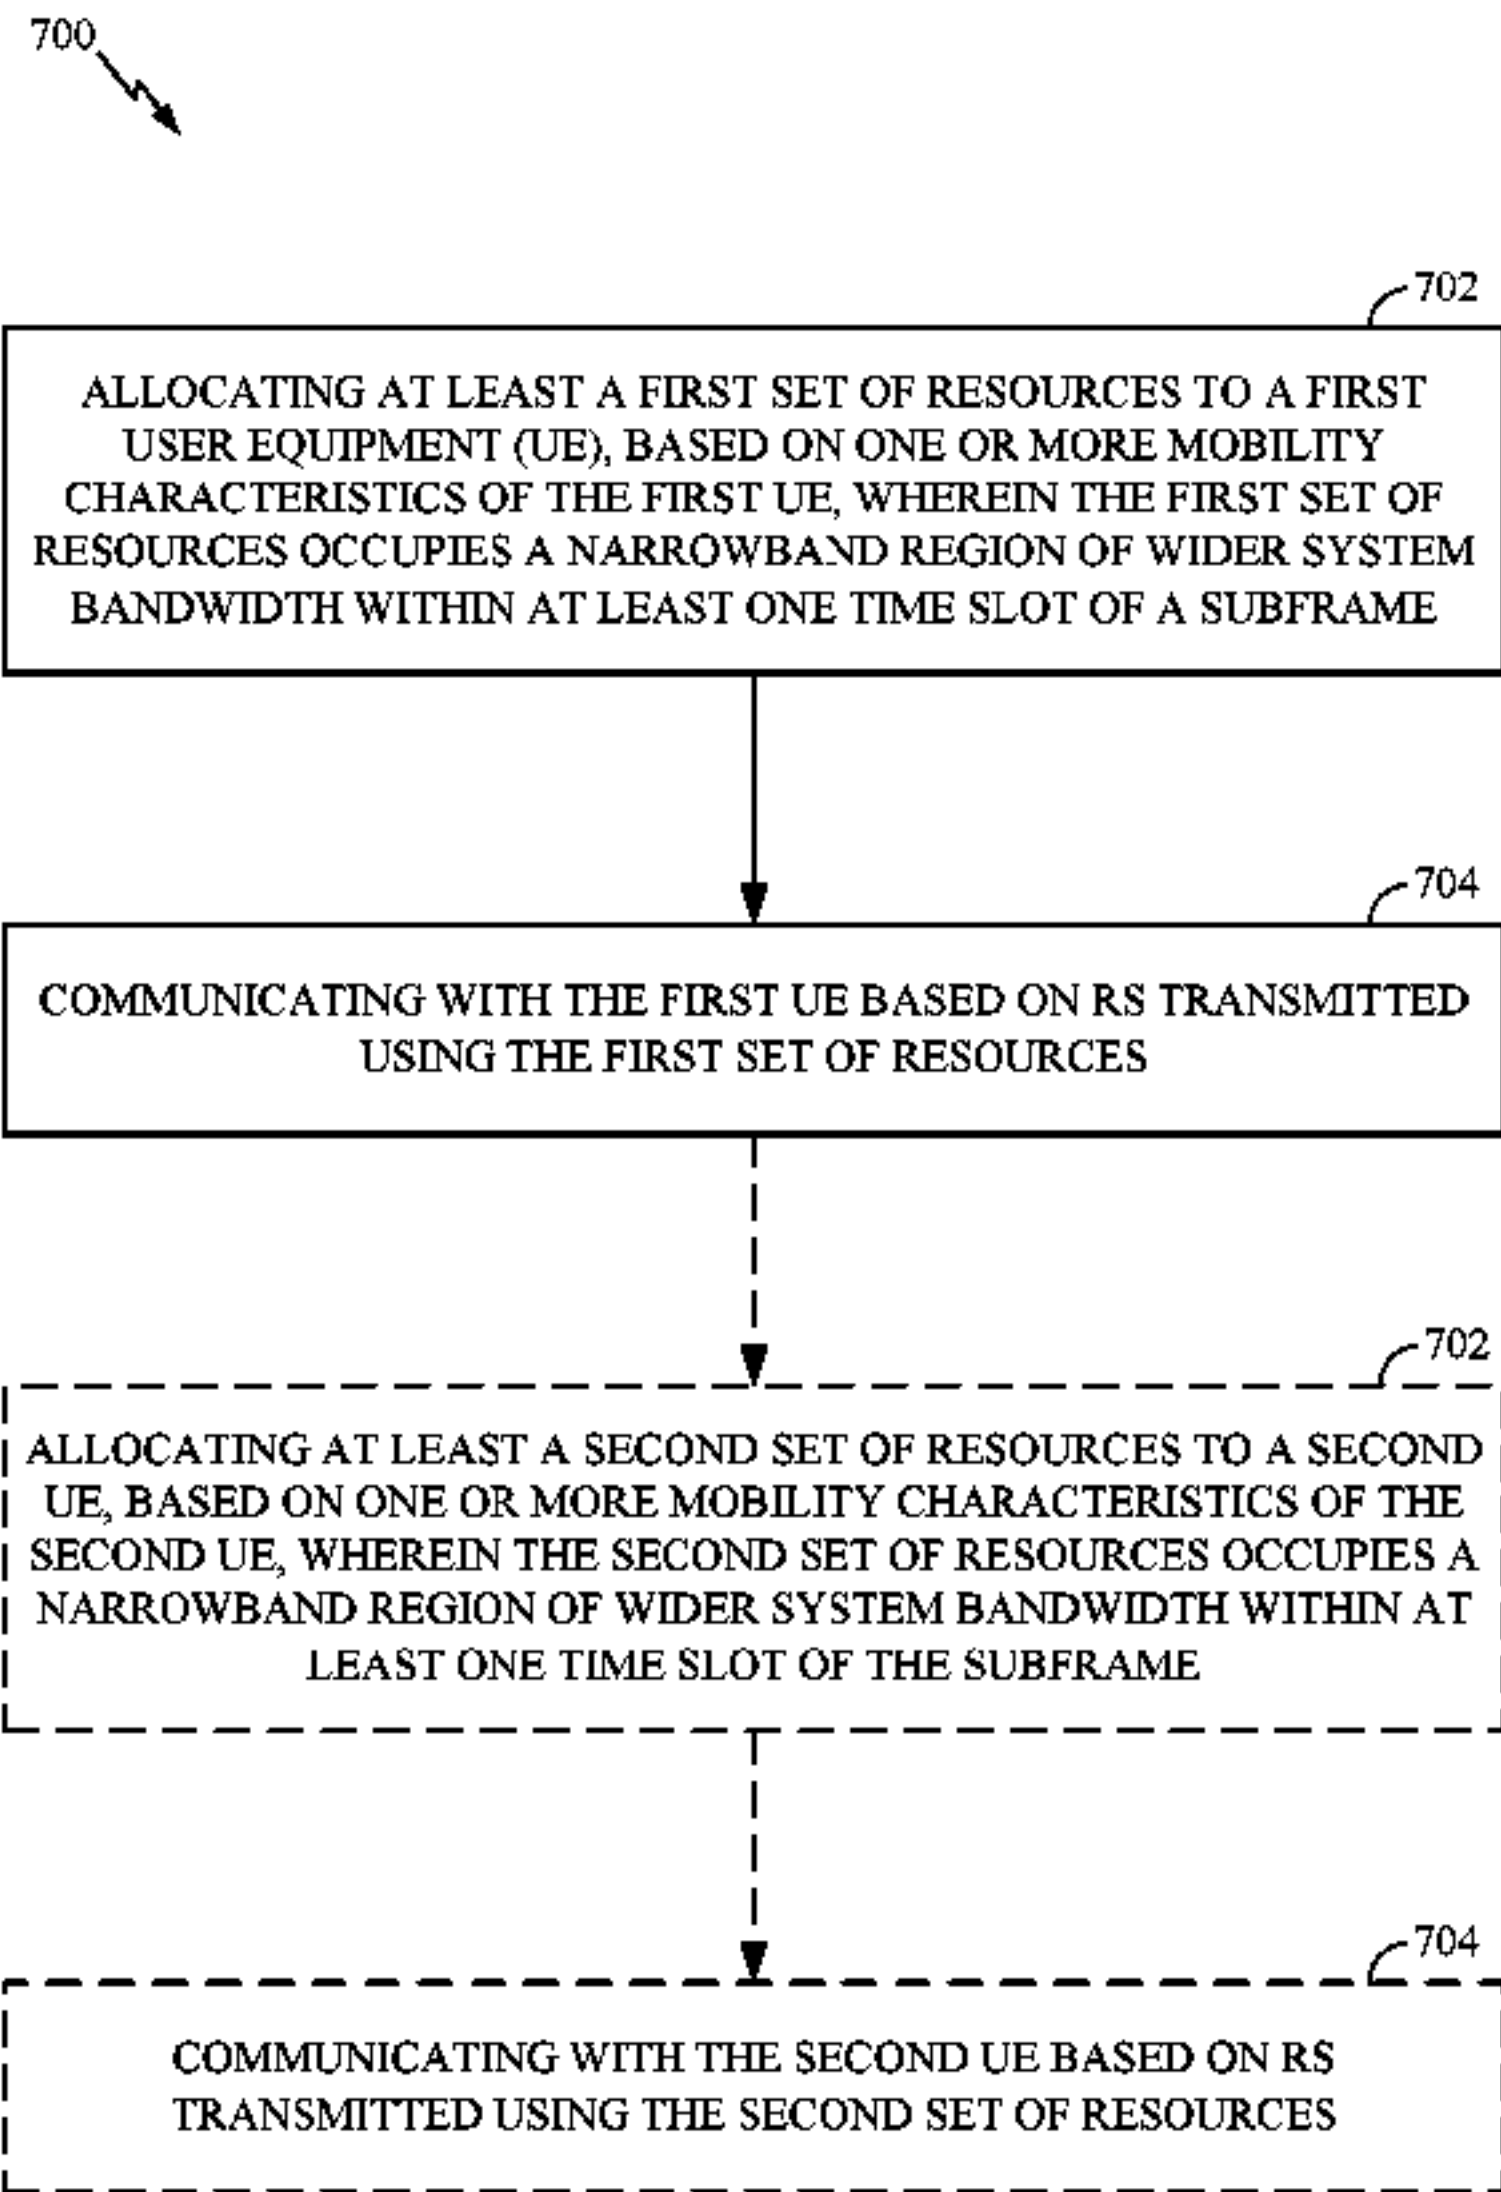 700
702
ALLOCATING AT LEAST A FIRST SET OF RESOURCES TO A FIRST
USER EQUIPMENT (UE), BASED ON ONE OR MORE MOBILITY
CHARACTERISTICS OF THE FIRST UE, WHEREIN THE FIRST SET OF
RESOURCES OCCUPIES A NARROWBAND REGION OF WIDER SYSTEM
BANDWIDTH WITHIN AT LEAST ONE TIME SLOT OF A SUBFRAME
704
COMMUNICATING WITH THE FIRST UE BASED ON RS TRANSMITTED
USING THE FIRST SET OF RESOURCES
702
ALLOCATING AT LEAST A SECOND SET OF RESOURCES TO A SECOND
UE, BASED ON ONE OR MORE MOBILITY CHARACTERISTICS OF THE
SECOND UE, WHEREIN THE SECOND SET OF RESOURCES OCCUPIES A
NARROWBAND REGION OF WIDER SYSTEM BANDWIDTH WITHIN AT
LEAST ONE TIME SLOT OF THE SUBFRAME
704
COMMUNICATING WITH THE SECOND UE BASED ON RS
TRANSMITTED USING THE SECOND SET OF RESOURCES